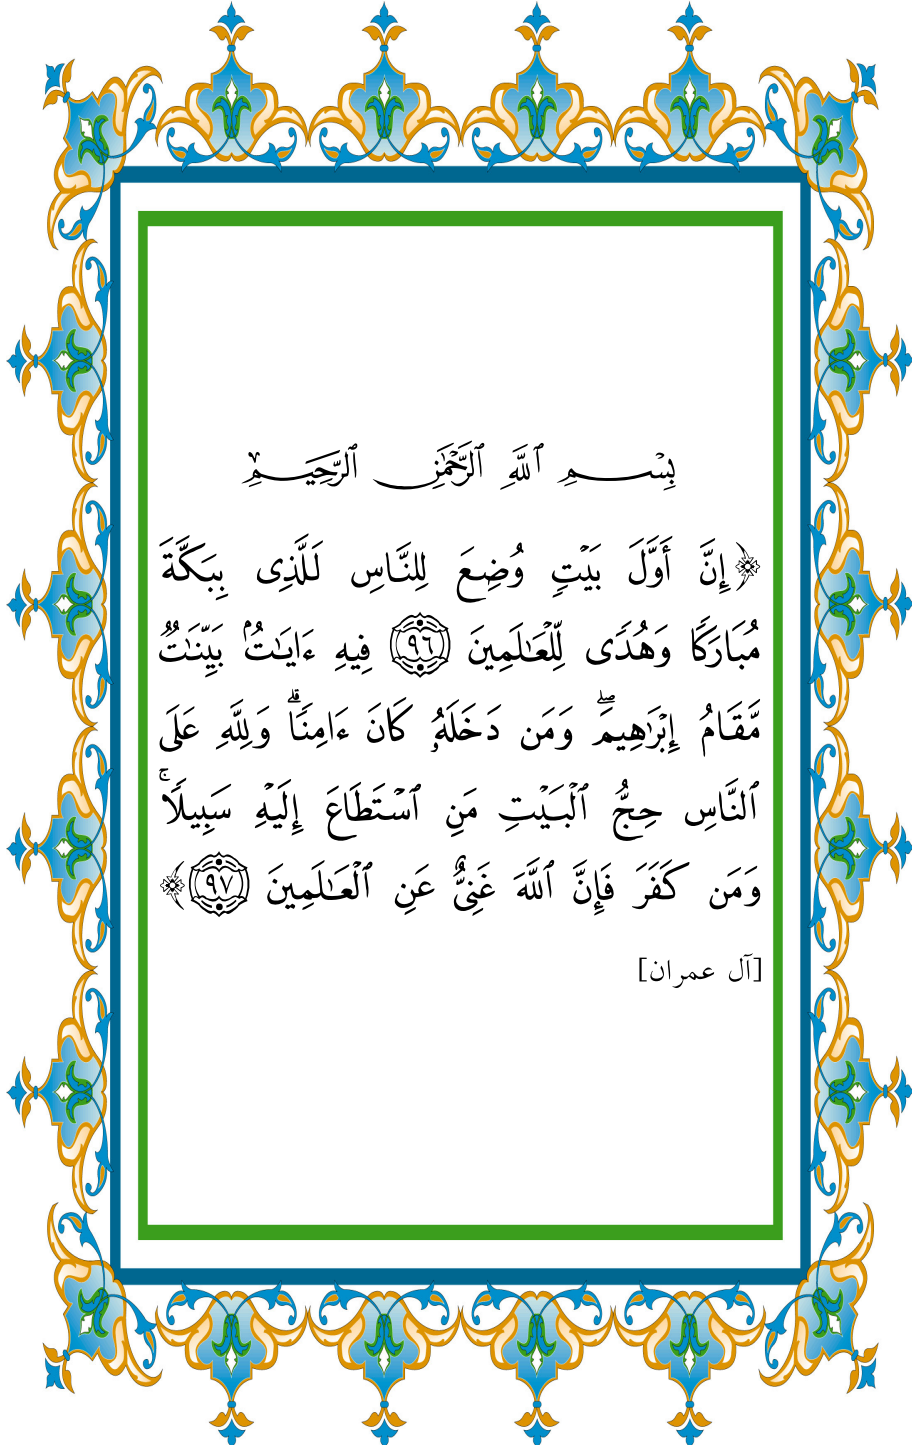 بِسْمِ ٱللَّهِ ٱلرَّحْمَٰنِ ٱلرَّحِيمِ
﴿إِنَّ أَوَّلَ بَيْتٖ وُضِعَ لِلنَّاسِ لَلَّذِى بِبَكَّةَ
مُبَارَكٗا وَهُدٗى لِّلْعَـٰلَمِينَ ٩٦ فِيهِ ءَايَـٰتُۢ بَيِّنَـٰتٞ
مَّقَامُ إِبْرَٰهِيمَۖ وَمَن دَخَلَهُۥ كَانَ ءَامِنٗاۗ وَلِلَّهِ عَلَى
ٱلنَّاسِ حِجُّ ٱلْبَيْتِ مَنِ ٱسْتَطَاعَ إِلَيْهِ سَبِيلٗاۚ
وَمَن كَفَرَ فَإِنَّ ٱللَّهَ غَنِىٌّ عَنِ ٱلْعَـٰلَمِينَ ٩٧﴾
[آل عمران]